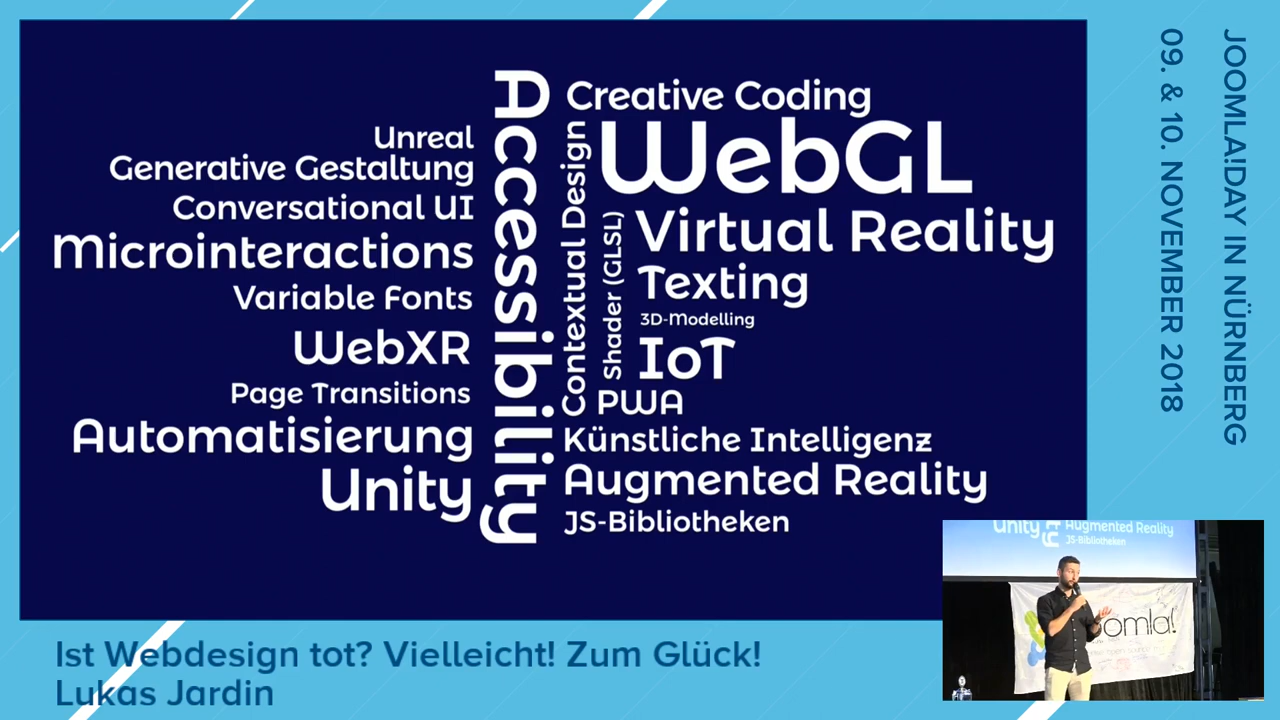 Unreal
Generative Gestaltung
Conversational UI
Microinteractions
Variable Fonts
WebXR
Page Transitions
Automatisierung
Unity
Accessibility
Contextual Design
Shader (GLSL)
Creative Coding
WebGL
Virtual Reality
Texting
3D-Modelling
IoT
PWA
Künstliche Intelligenz
Augmented Reality
JS-Bibliotheken
JOOMLA!DAY IN NÜRNBERG
09. & 10. NOVEMBER 2018
Unity
Augmented Reality
JS-Bibliotheken
oomla!
Ist Webdesign tot? Vielleicht! Zum Glück!
Lukas Jardin